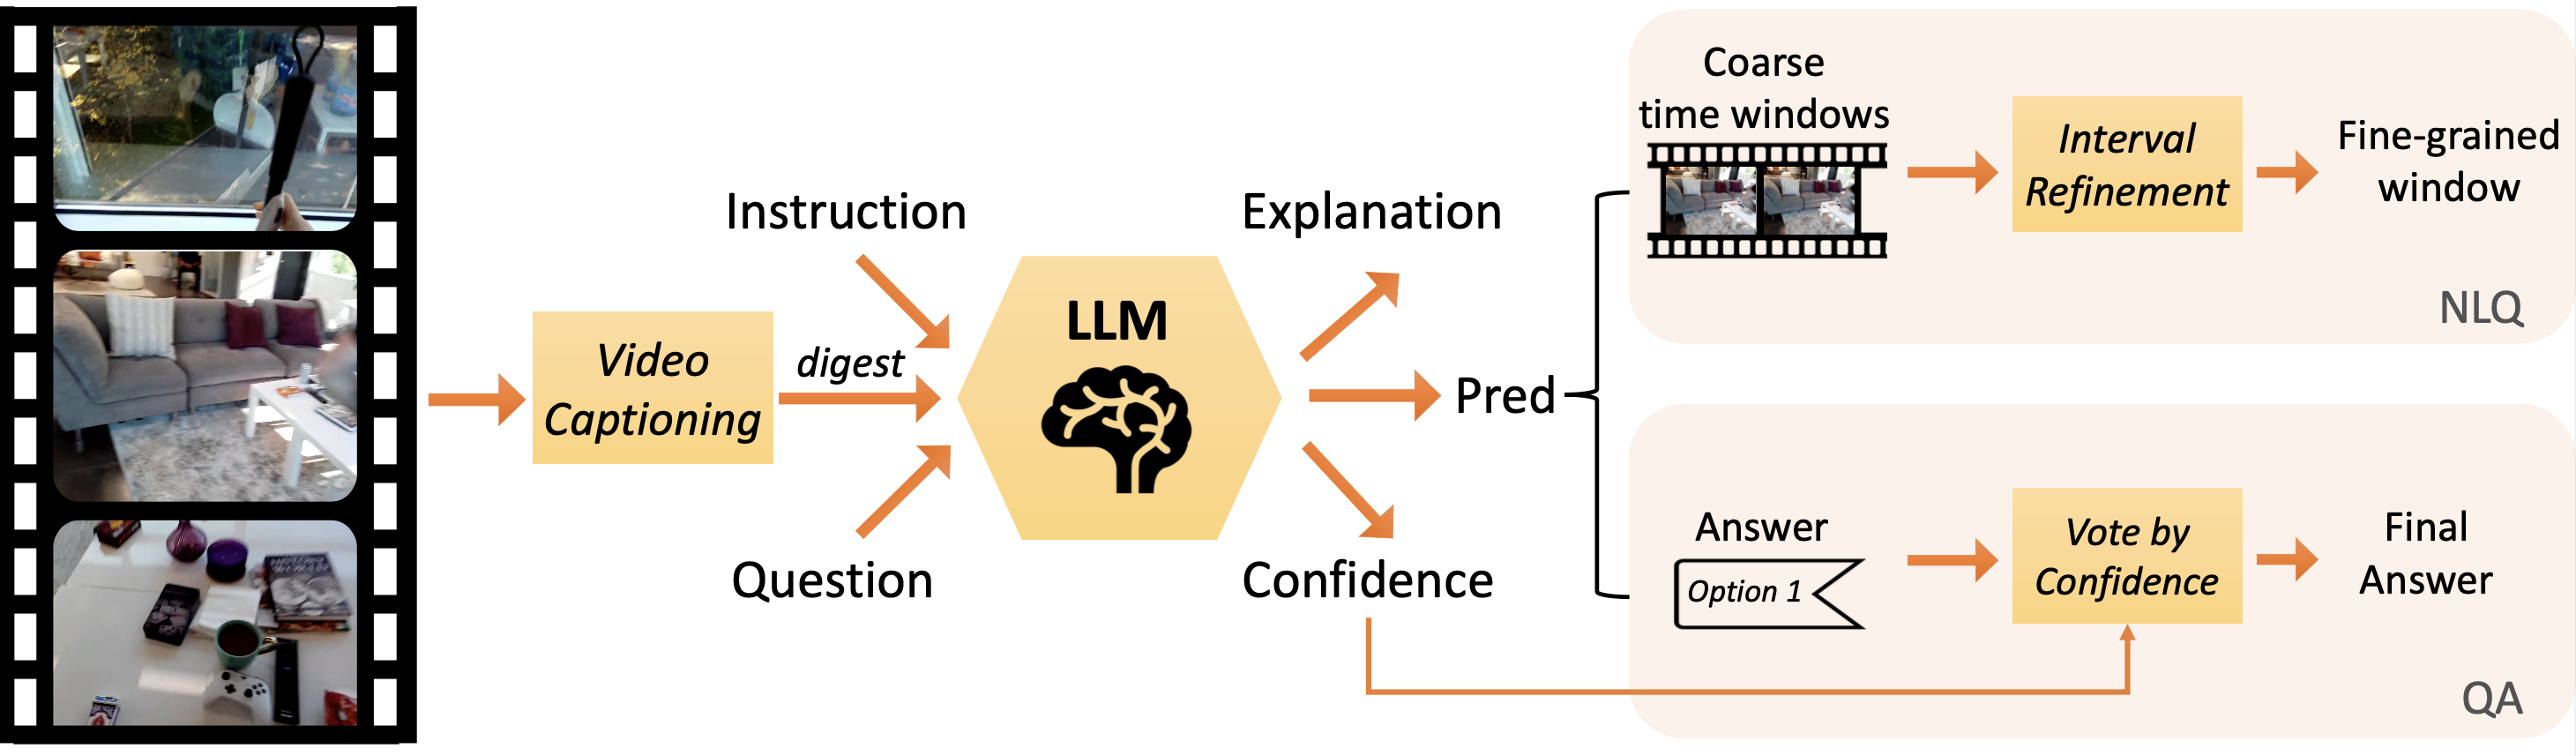 Video
Captioning
digest
Instruction
Question
LLM
Explanation
Pred
Confidence
Coarse
time windows
Interval
Refinement
Fine-grained
window
NLQ
Answer
Option 1
Vote by
Confidence
Final
Answer
QA